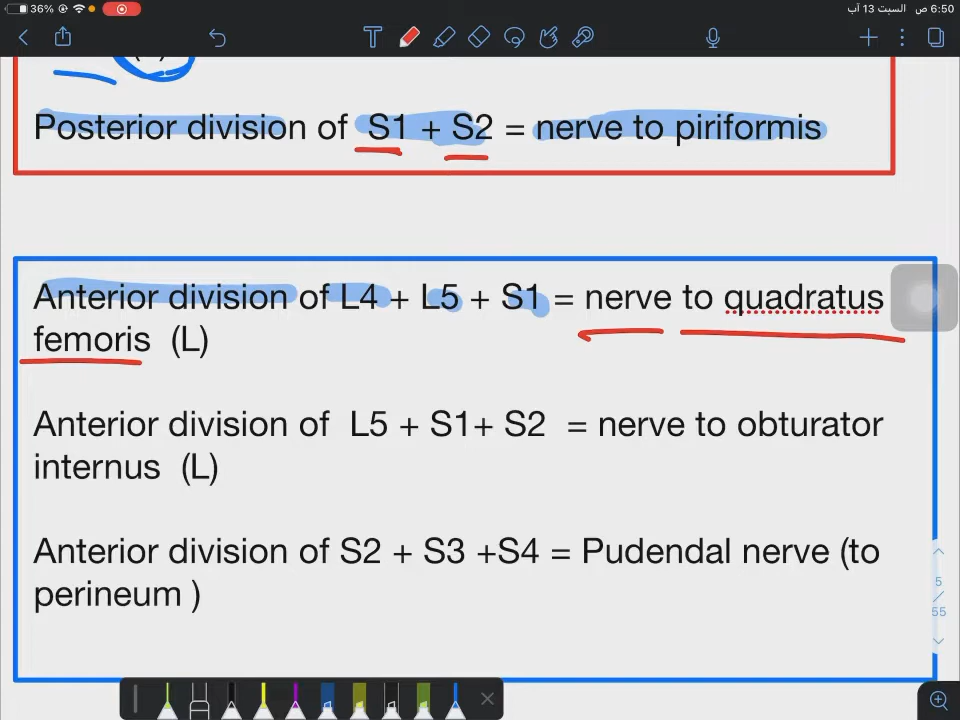 36%
6:50 ص السبت 13 آب
Posterior division of S1 + S2 = nerve to piriformis
Anterior division of L4 + L5 + S1 = nerve to quadratus
femoris (L)
Anterior division of L5 + S1+ S2 = nerve to obturator
internus (L)
Anterior division of S2 + S3 +S4 = Pudendal nerve (to
perineum )
5
/
55